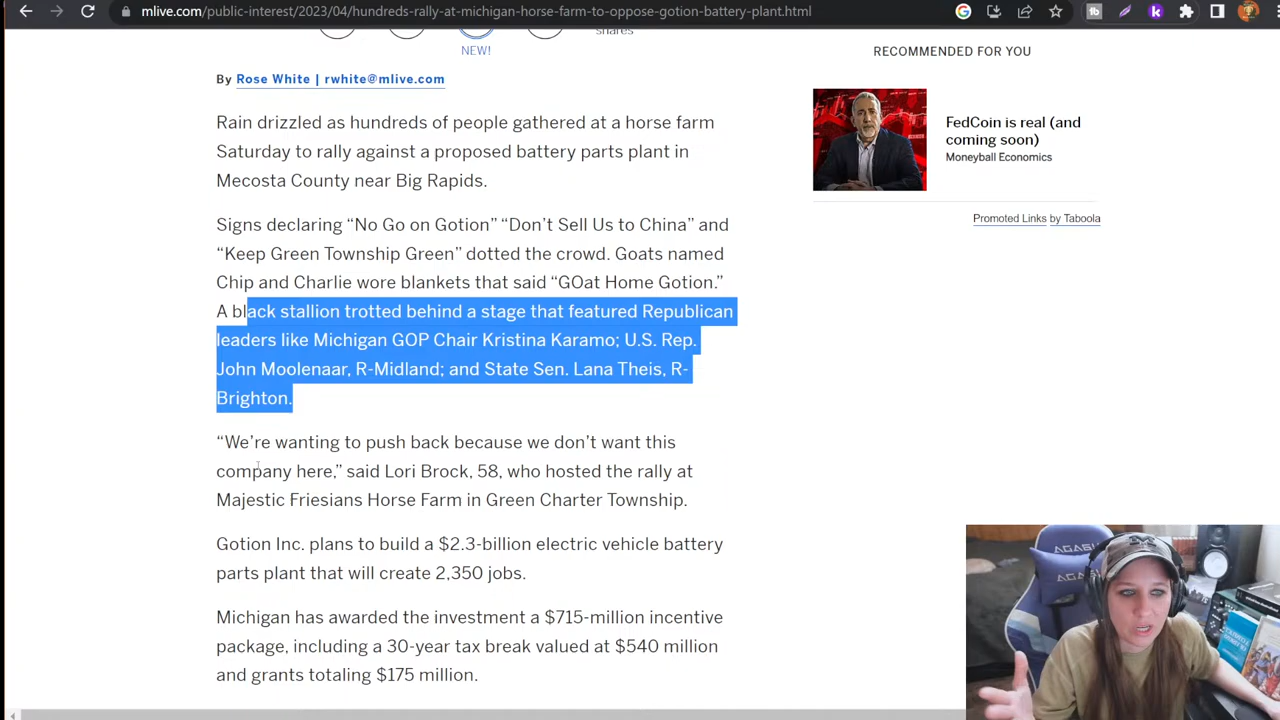 mlive.com/public-interest/2023/04/hundreds-rally-at-michigan-horse-farm-to-oppose-gotion-battery-plant.html
shares
NEW!
By Rose White | rwhite@mlive.com
Rain drizzled as hundreds of people gathered at a horse farm
Saturday to rally against a proposed battery parts plant in
Mecosta County near Big Rapids.
Signs declaring “No Go on Gotion” “Don’t Sell Us to China” and
“Keep Green Township Green” dotted the crowd. Goats named
Chip and Charlie wore blankets that said “GOat Home Gotion.”
A black stallion trotted behind a stage that featured Republican
leaders like Michigan GOP Chair Kristina Karamo; U.S. Rep.
John Moolenaar, R-Midland; and State Sen. Lana Theis, R-
Brighton.
“We’re wanting to push back because we don’t want this
company here,” said Lori Brock, 58, who hosted the rally at
Majestic Friesians Horse Farm in Green Charter Township.
Gotion Inc. plans to build a $2.3-billion electric vehicle battery
parts plant that will create 2,350 jobs.
Michigan has awarded the investment a $715-million incentive
package, including a 30-year tax break valued at $540 million
and grants totaling $175 million.
RECOMMENDED FOR YOU
FedCoin is real (and
coming soon)
Moneyball Economics
Promoted Links by Taboola